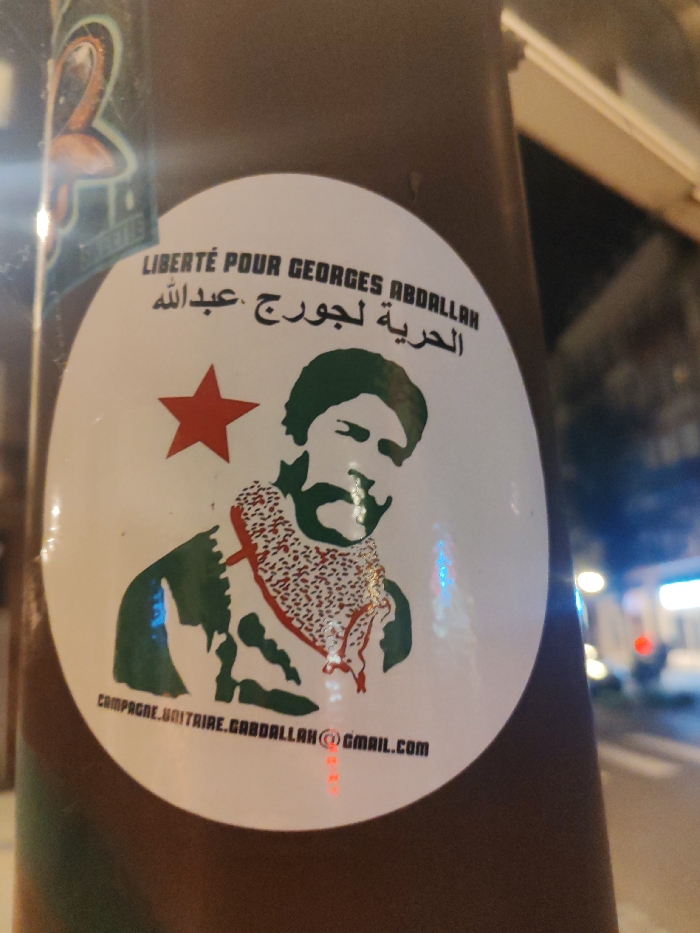 LIBERTÉ POUR GEORGES ABDALLAH
الحرية لجورج عبدالله
CAMPAGNE.UNITAIRE.GABDALLAH@GMAIL.COM